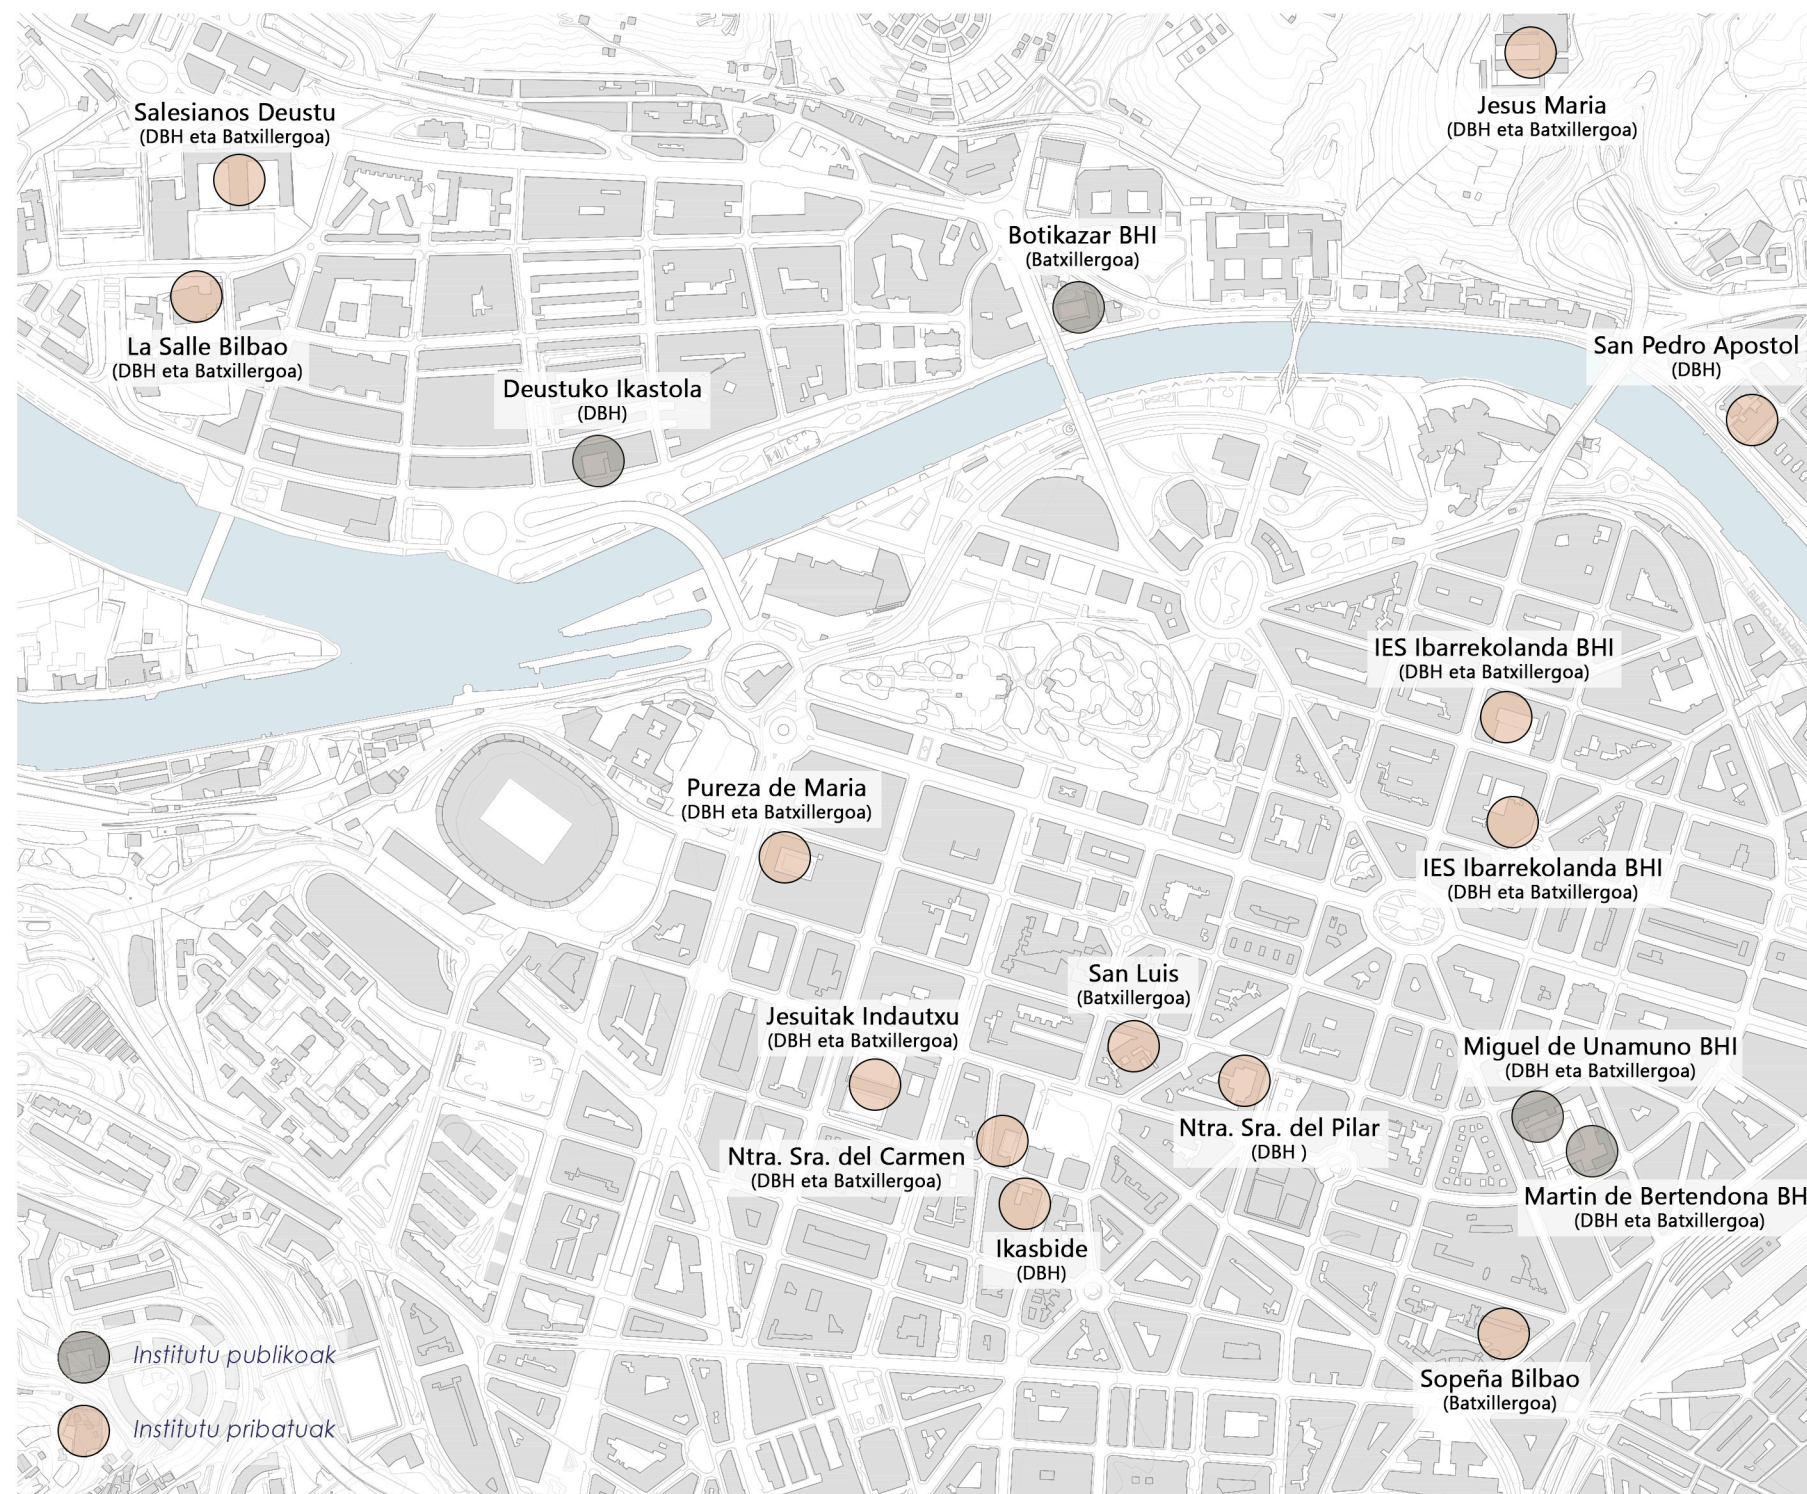 Jesus Maria
(DBH eta Batxillergoa)
Salesianos Deustu
(DBH eta Batxillergoa)
Botikazar BHI
(Batxillergoa)
La Salle Bilbao
(DBH eta Batxillergoa)
San Pedro Apostol
(DBH)
Deustuko Ikastola
(DBH)
IES Ibarrekolanda BHI
(DBH eta Batxillergoa)
Pureza de Maria
(DBH eta Batxillergoa)
IES Ibarrekolanda BHI
(DBH eta Batxillergoa)
San Luis
(Batxillergoa)
Jesuitak Indautxu
(DBH eta Batxillergoa)
Miguel de Unamuno BHI
(DBH eta Batxillergoa)
Ntra. Sra. del Pilar
(DBH )
Ntra. Sra. del Carmen
(DBH eta Batxillergoa)
Martin de Bertendona BH
(DBH eta Batxillergoa)
Ikasbide
(DBH)
Sopeña Bilbao
(Batxillergoa)
Institutu publikoak
Institutu pribatuak